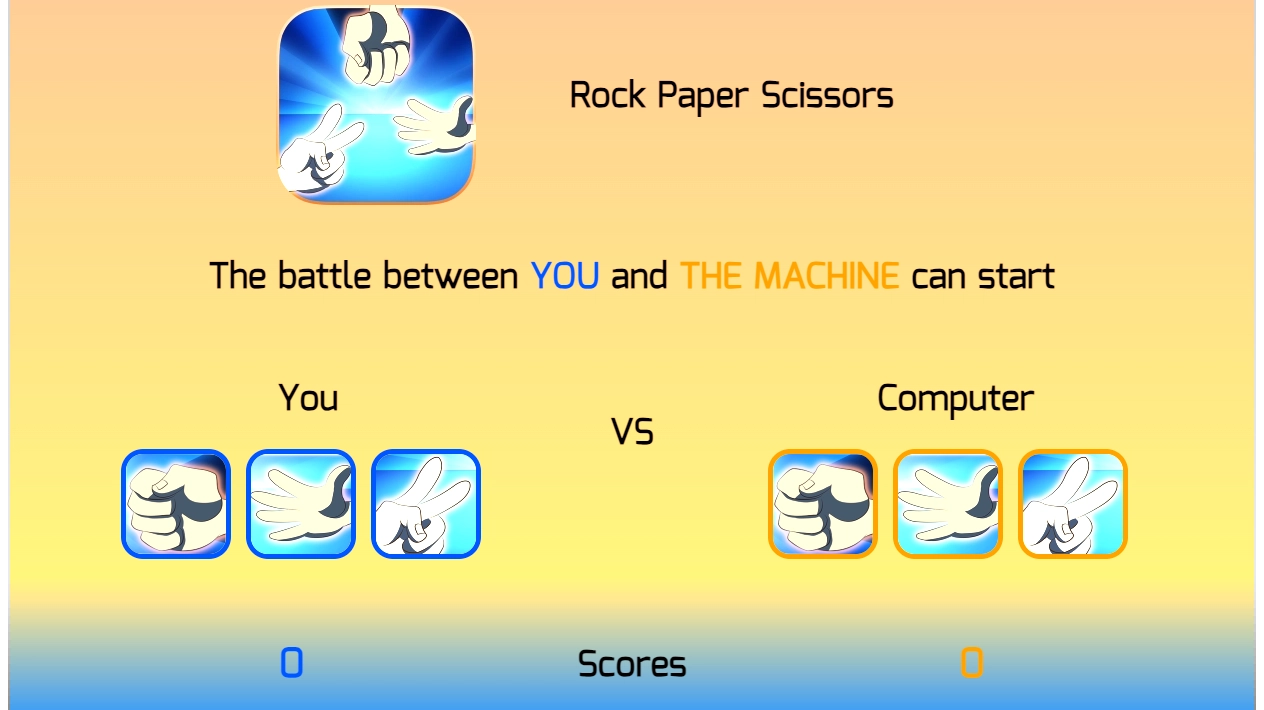 Rock Paper Scissors
The battle between YOU and THE MACHINE can start
You
Computer
VS
0 Scores 0